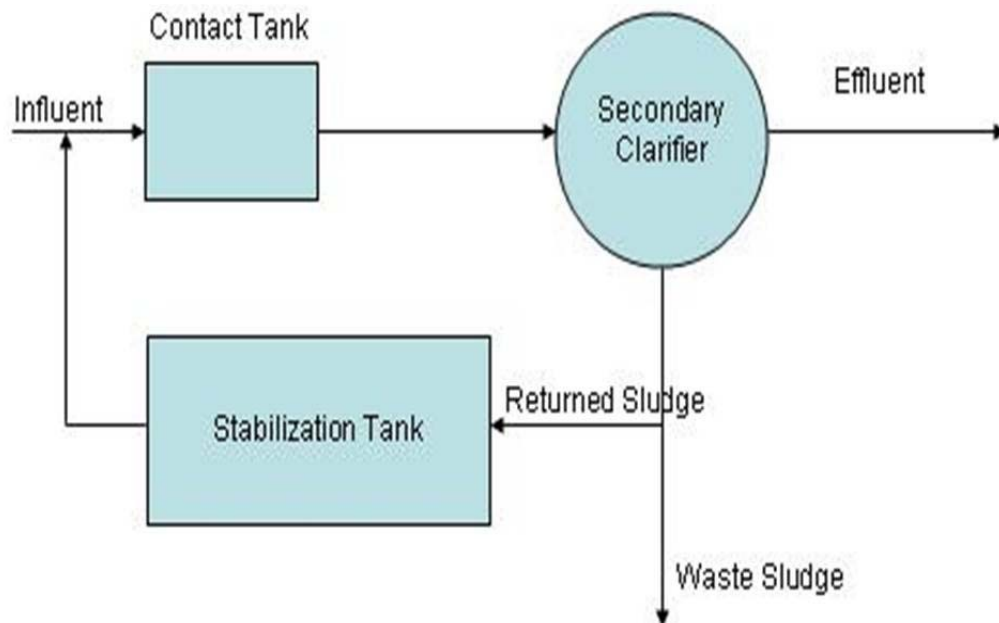 Contact Tank
Influent
Secondary
Clarifier
Effluent
Returned Sludge
Stabilization Tank
Waste Sludge